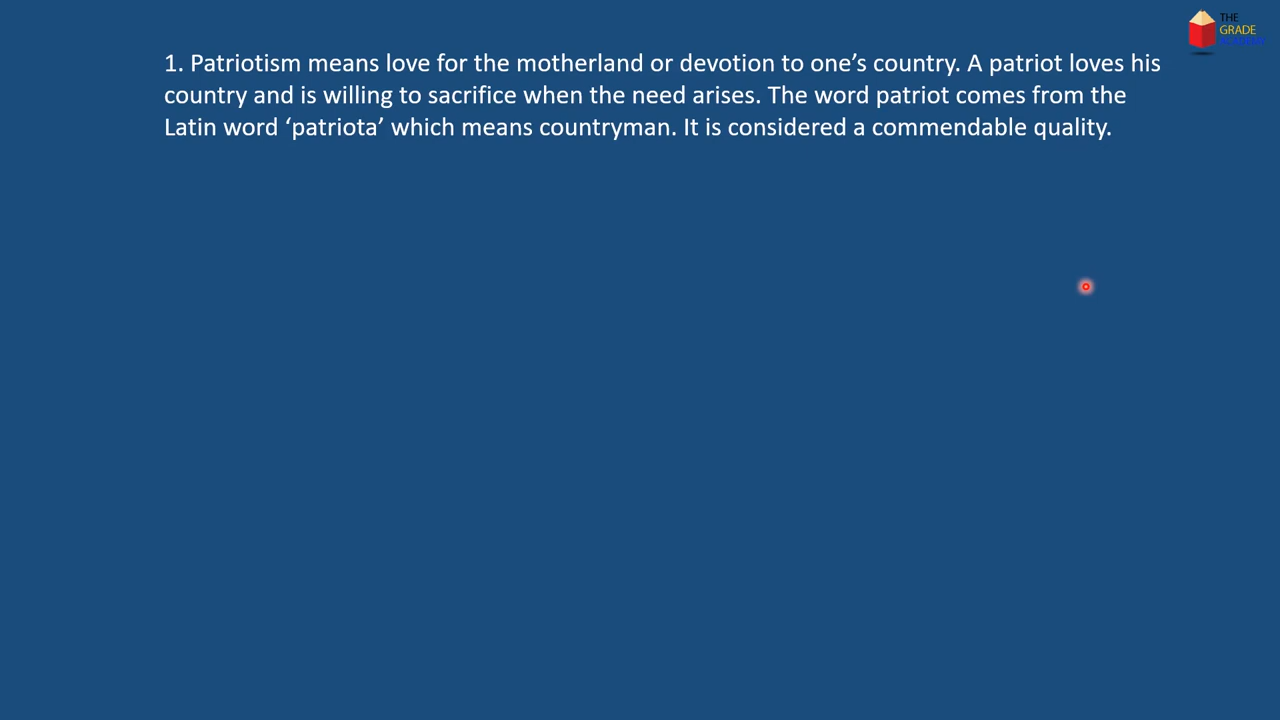 THE
GRADE
ACADEMY
1. Patriotism means love for the motherland or devotion to one’s country. A patriot loves his
country and is willing to sacrifice when the need arises. The word patriot comes from the
Latin word ‘patriota’ which means countryman. It is considered a commendable quality.